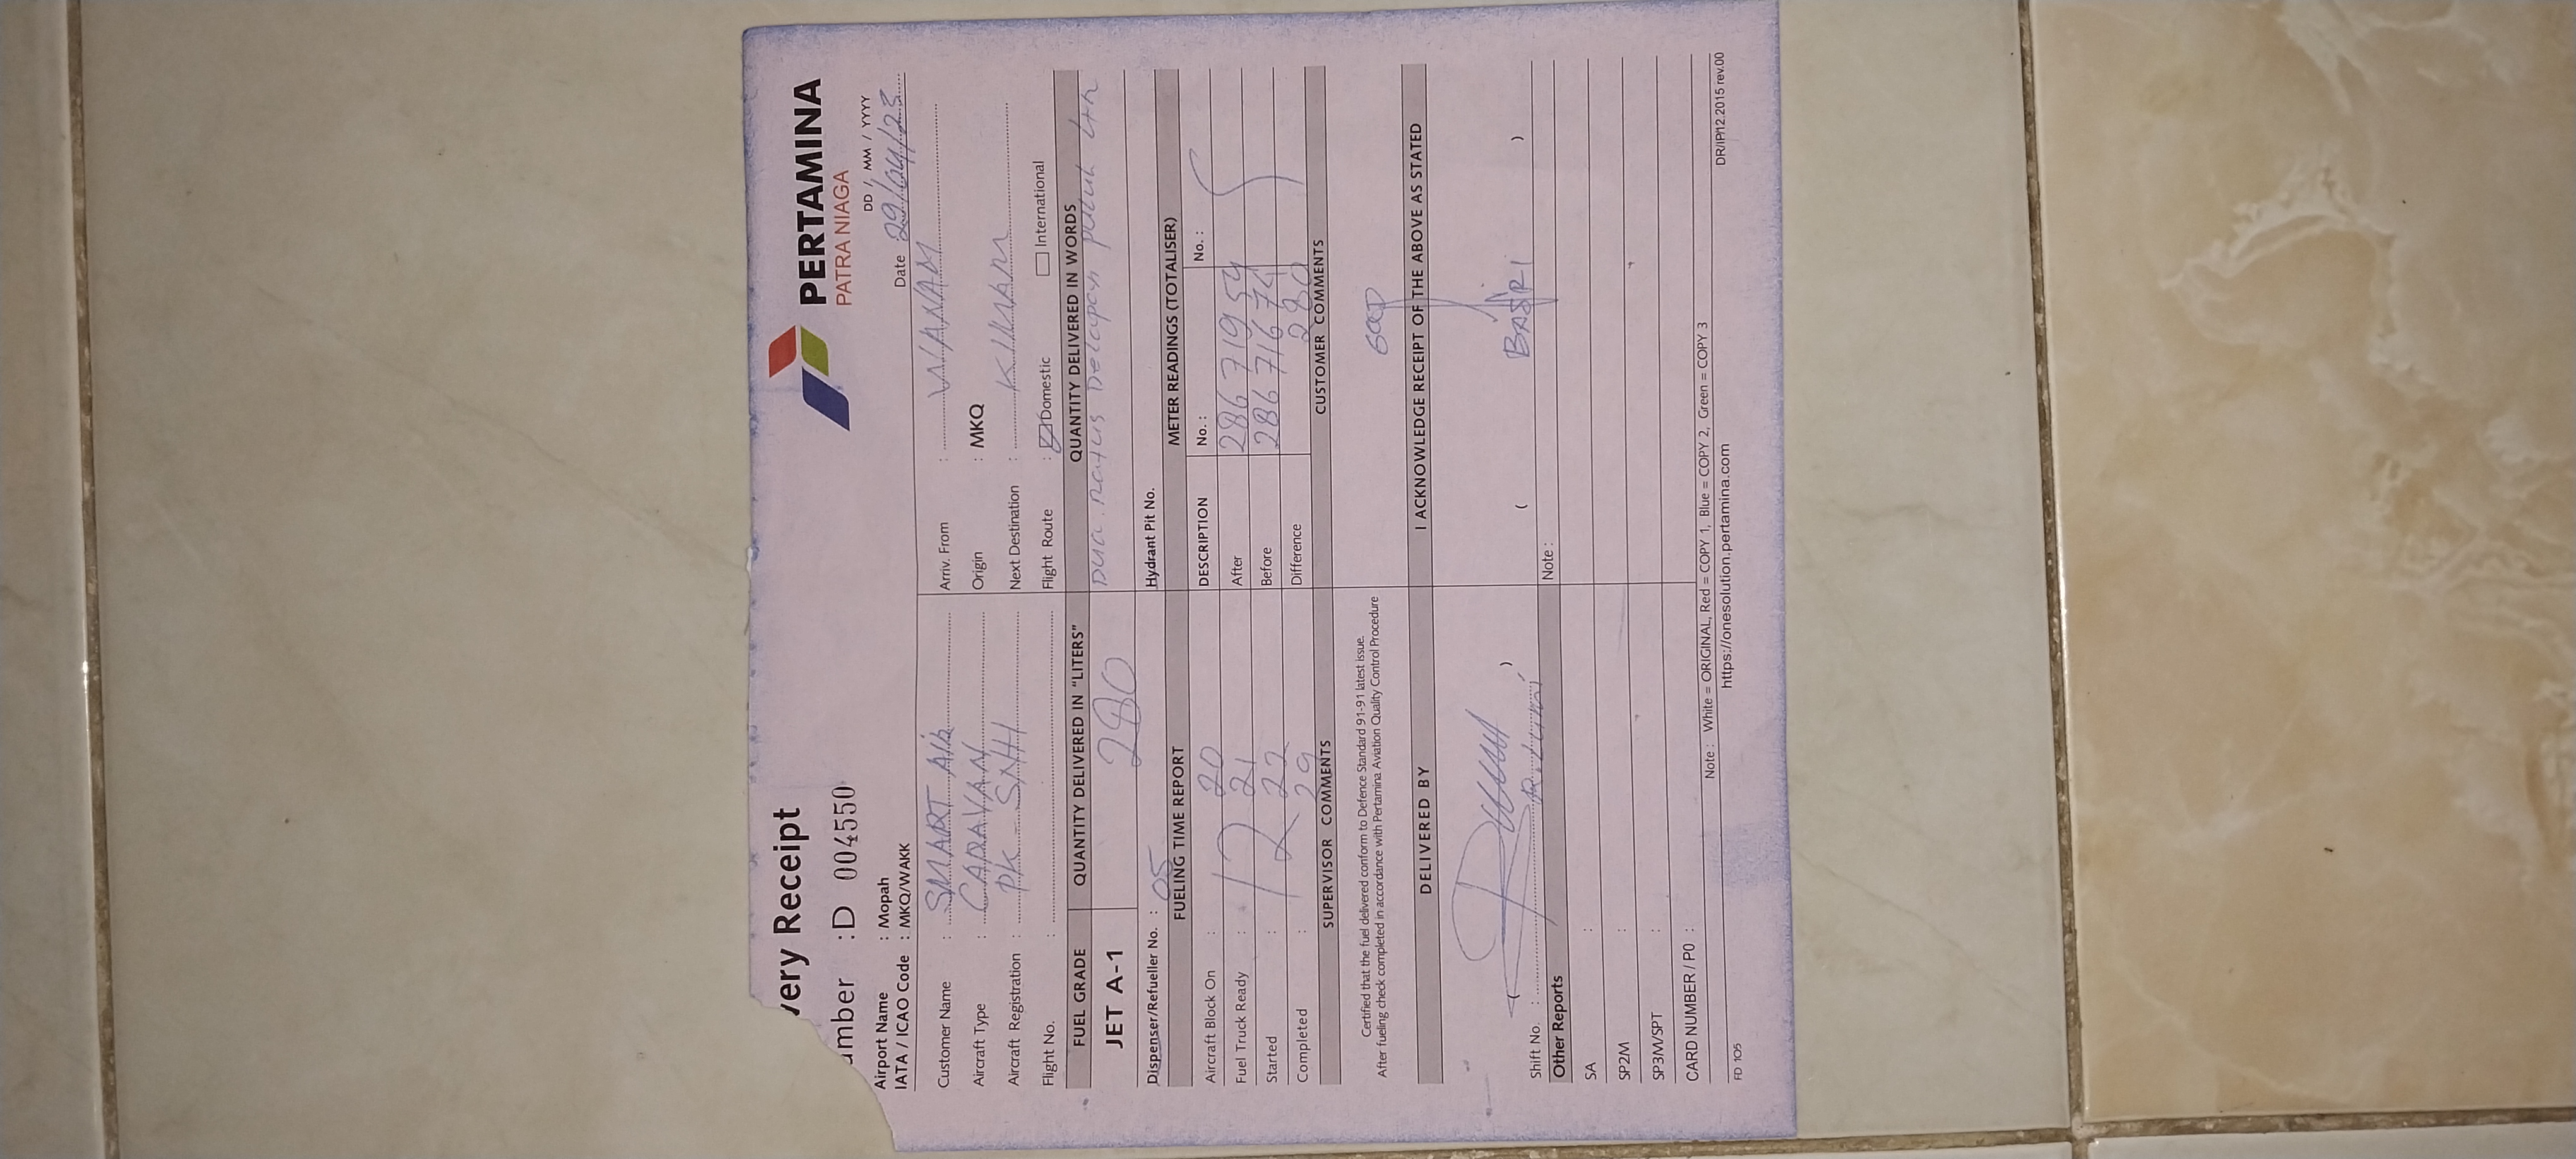 very Receipt
PERTAMINA
PATRA NIAGA
umber : D 004550
DD / MM / YYYY
Airport Name : Mopah
IATA / ICAO Code : MKQ/WAKK
Date 29/04/23
Customer Name : SMART Air
Arriv. From : WANAM
Aircraft Type : CARAVAN
Origin : MKQ
Aircraft Registration : PK - SNH
Next Destination : KIMAM
Flight No. :
Flight Route : Domestic International
FUEL GRADE QUANTITY DELIVERED IN "LITERS" QUANTITY DELIVERED IN WORDS
JET A-1 280 Dua Ratus Delapan puluh Ltr
Dispenser/Refueller No. : 05
Hydrant Pit No.
FUELING TIME REPORT METER READINGS (TOTALISER)
DESCRIPTION No. : No. :
Aircraft Block On : 20
After 286 719 54
Fuel Truck Ready : 21
Before 286 716 74
Started : 22
Difference 280
Completed : 29
SUPERVISOR COMMENTS CUSTOMER COMMENTS
Certified that the fuel delivered conform to Defence Standard 91-91 latest issue.
After fueling check completed in accordance with Pertamina Aviation Quality Control Procedure
GOOD
DELIVERED BY I ACKNOWLEDGE RECEIPT OF THE ABOVE AS STATED
BASRI
( ) ( )
Shift No. :
Other Reports
Note :
SA :
SP2M :
SP3M/SPT :
CARD NUMBER / PO :
Note : White = ORIGINAL, Red = COPY 1, Blue = COPY 2, Green = COPY 3
FD 105
https://onesolution.pertamina.com
DR/IP/12.2015 rev.00